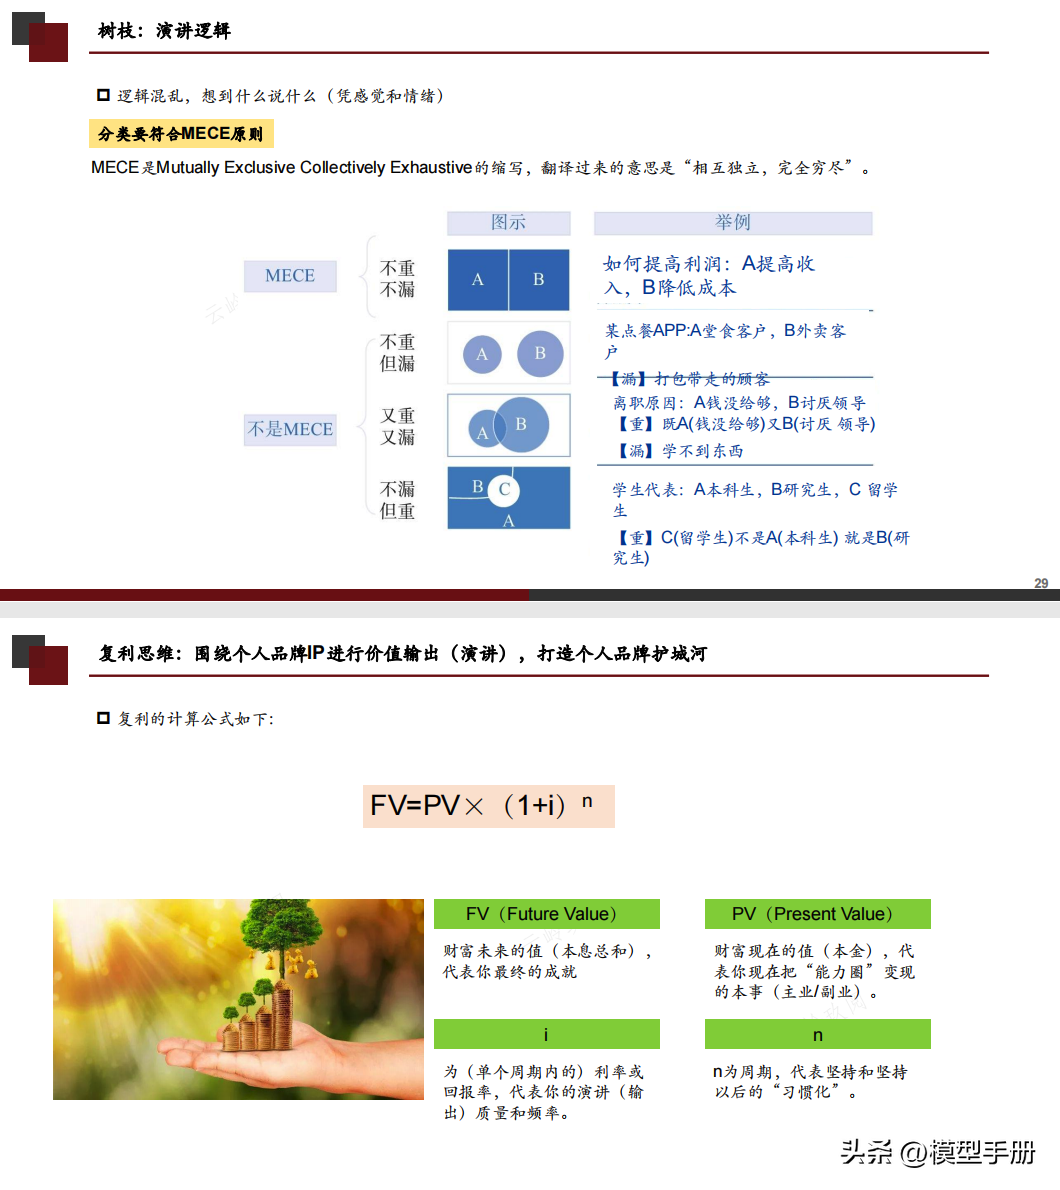 树枝：演讲逻辑
逻辑混乱，想到什么说什么（凭感觉和情绪）
分类要符合MECE原则
MECE是Mutually Exclusive Collectively Exhaustive的缩写，翻译过来的意思是“相互独立，完全穷尽”。
图示
举例
MECE
不重
不漏
A B
如何提高利润：A提高收
入，B降低成本
不是MECE
不重
但漏
A B
某点餐APP:A堂食客户，B外卖客
户
【漏】打包带走的顾客
又重
又漏
A B
离职原因：A钱没给够，B讨厌领导
【重】既A(钱没给够)又B(讨厌 领导)
【漏】学不到东西
不漏
但重
B C
A
学生代表：A本科生，B研究生，C 留学
生
【重】C(留学生)不是A(本科生) 就是B(研
究生)
29
复利思维：围绕个人品牌IP进行价值输出（演讲），打造个人品牌护城河
复利的计算公式如下:
FV=PV×（1+i）n
FV（Future Value）
财富未来的值（本息总和），
代表你最终的成就
PV（Present Value）
财富现在的值（本金），代
表你现在把“能力圈”变现
的本事（主业/副业）。
i
为（单个周期内的）利率或
回报率，代表你的演讲（输
出）质量和频率。
n
n为周期，代表坚持和坚持
以后的“习惯化”。
头条 @模型手册